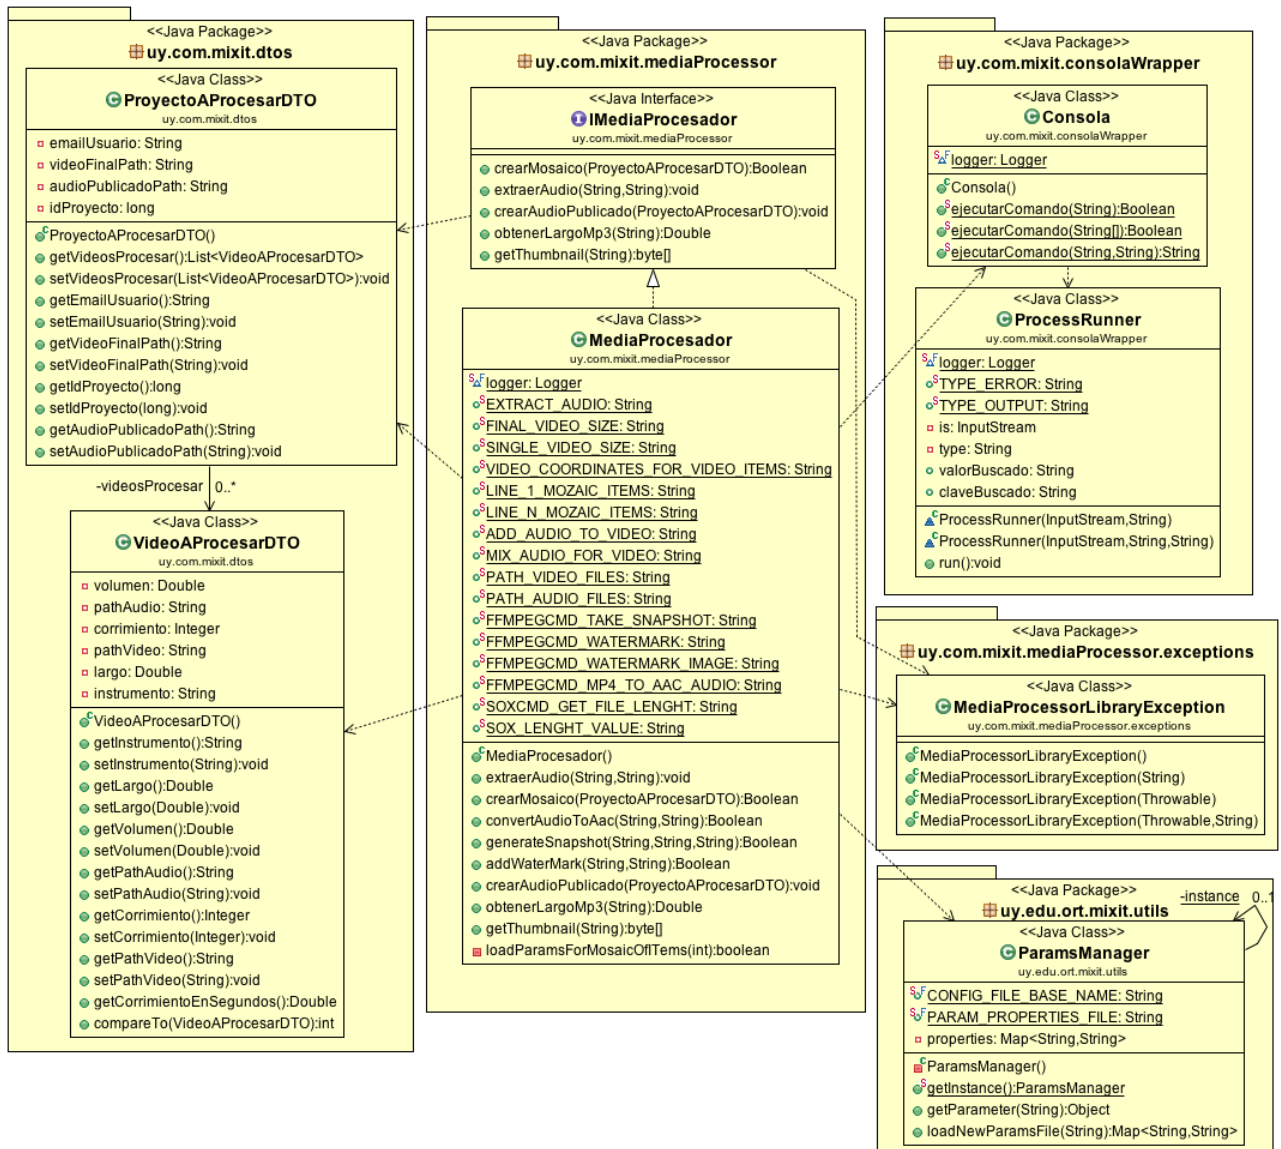 <<Java Package>>
uy.com.mixit.dtos
<<Java Class>>
ProyectoAProcesarDTO
uy.com.mixit.dtos
emailUsuario: String
videoFinalPath: String
audioPublicadoPath: String
idProyecto: long
ProyectoAProcesarDTO()
getVideosProcesar():List<VideoAProcesarDTO>
setVideosProcesar(List<VideoAProcesarDTO>):void
getEmailUsuario():String
setEmailUsuario(String):void
getVideoFinalPath():String
setVideoFinalPath(String):void
getIdProyecto():long
setIdProyecto(long):void
getAudioPublicadoPath():String
setAudioPublicadoPath(String):void
-videosProcesar 0..*
<<Java Class>>
VideoAProcesarDTO
uy.com.mixit.dtos
volumen: Double
pathAudio: String
corrimiento: Integer
pathVideo: String
largo: Double
instrumento: String
VideoAProcesarDTO()
getInstrumento():String
setInstrumento(String):void
getLargo():Double
setLargo(Double):void
getVolumen():Double
setVolumen(Double):void
getPathAudio():String
setPathAudio(String):void
getCorrimiento():Integer
setCorrimiento(Integer):void
getPathVideo():String
setPathVideo(String):void
getCorrimientoEnSegundos():Double
compareTo(VideoAProcesarDTO):int
<<Java Package>>
uy.com.mixit.mediaProcessor
<<Java Interface>>
IMediaProcesador
uy.com.mixit.mediaProcessor
crearMosaico(ProyectoAProcesarDTO):Boolean
extraerAudio(String,String):void
crearAudioPublicado(ProyectoAProcesarDTO):void
obtenerLargoMp3(String):Double
getThumbnail(String):byte[]
<<Java Class>>
MediaProcesador
uy.com.mixit.mediaProcessor
logger: Logger
EXTRACT_AUDIO: String
FINAL_VIDEO_SIZE: String
SINGLE_VIDEO_SIZE: String
VIDEO_COORDINATES_FOR_VIDEO_ITEMS: String
LINE_1_MOZAIC_ITEMS: String
LINE_N_MOZAIC_ITEMS: String
ADD_AUDIO_TO_VIDEO: String
MIX_AUDIO_FOR_VIDEO: String
PATH_VIDEO_FILES: String
PATH_AUDIO_FILES: String
FFMPEGCMD_TAKE_SNAPSHOT: String
FFMPEGCMD_WATERMARK: String
FFMPEGCMD_WATERMARK_IMAGE: String
FFMPEGCMD_MP4_TO_AAC_AUDIO: String
SOXCMD_GET_FILE_LENGHT: String
SOX_LENGHT_VALUE: String
MediaProcesador()
extraerAudio(String,String):void
crearMosaico(ProyectoAProcesarDTO):Boolean
convertAudioToAac(String,String):Boolean
generateSnapshot(String,String,String):Boolean
addWaterMark(String,String):Boolean
crearAudioPublicado(ProyectoAProcesarDTO):void
obtenerLargoMp3(String):Double
getThumbnail(String):byte[]
loadParamsForMosaicOfITems(int):boolean
<<Java Package>>
uy.com.mixit.consolaWrapper
<<Java Class>>
Consola
uy.com.mixit.consolaWrapper
logger: Logger
Consola()
ejecutarComando(String):Boolean
ejecutarComando(String[]):Boolean
ejecutarComando(String,String):String
<<Java Class>>
ProcessRunner
uy.com.mixit.consolaWrapper
logger: Logger
TYPE_ERROR: String
TYPE_OUTPUT: String
is: InputStream
type: String
valorBuscado: String
claveBuscado: String
ProcessRunner(InputStream,String)
ProcessRunner(InputStream,String,String)
run():void
<<Java Package>>
uy.com.mixit.mediaProcessor.exceptions
<<Java Class>>
MediaProcessorLibraryException
uy.com.mixit.mediaProcessor.exceptions
MediaProcessorLibraryException()
MediaProcessorLibraryException(String)
MediaProcessorLibraryException(Throwable)
MediaProcessorLibraryException(Throwable,String)
<<Java Package>>
uy.edu.ort.mixit.utils
-instance 0..1
<<Java Class>>
ParamsManager
uy.edu.ort.mixit.utils
CONFIG_FILE_BASE_NAME: String
PARAM_PROPERTIES_FILE: String
properties: Map<String,String>
ParamsManager()
getInstance():ParamsManager
getParameter(String):Object
loadNewParamsFile(String):Map<String,String>